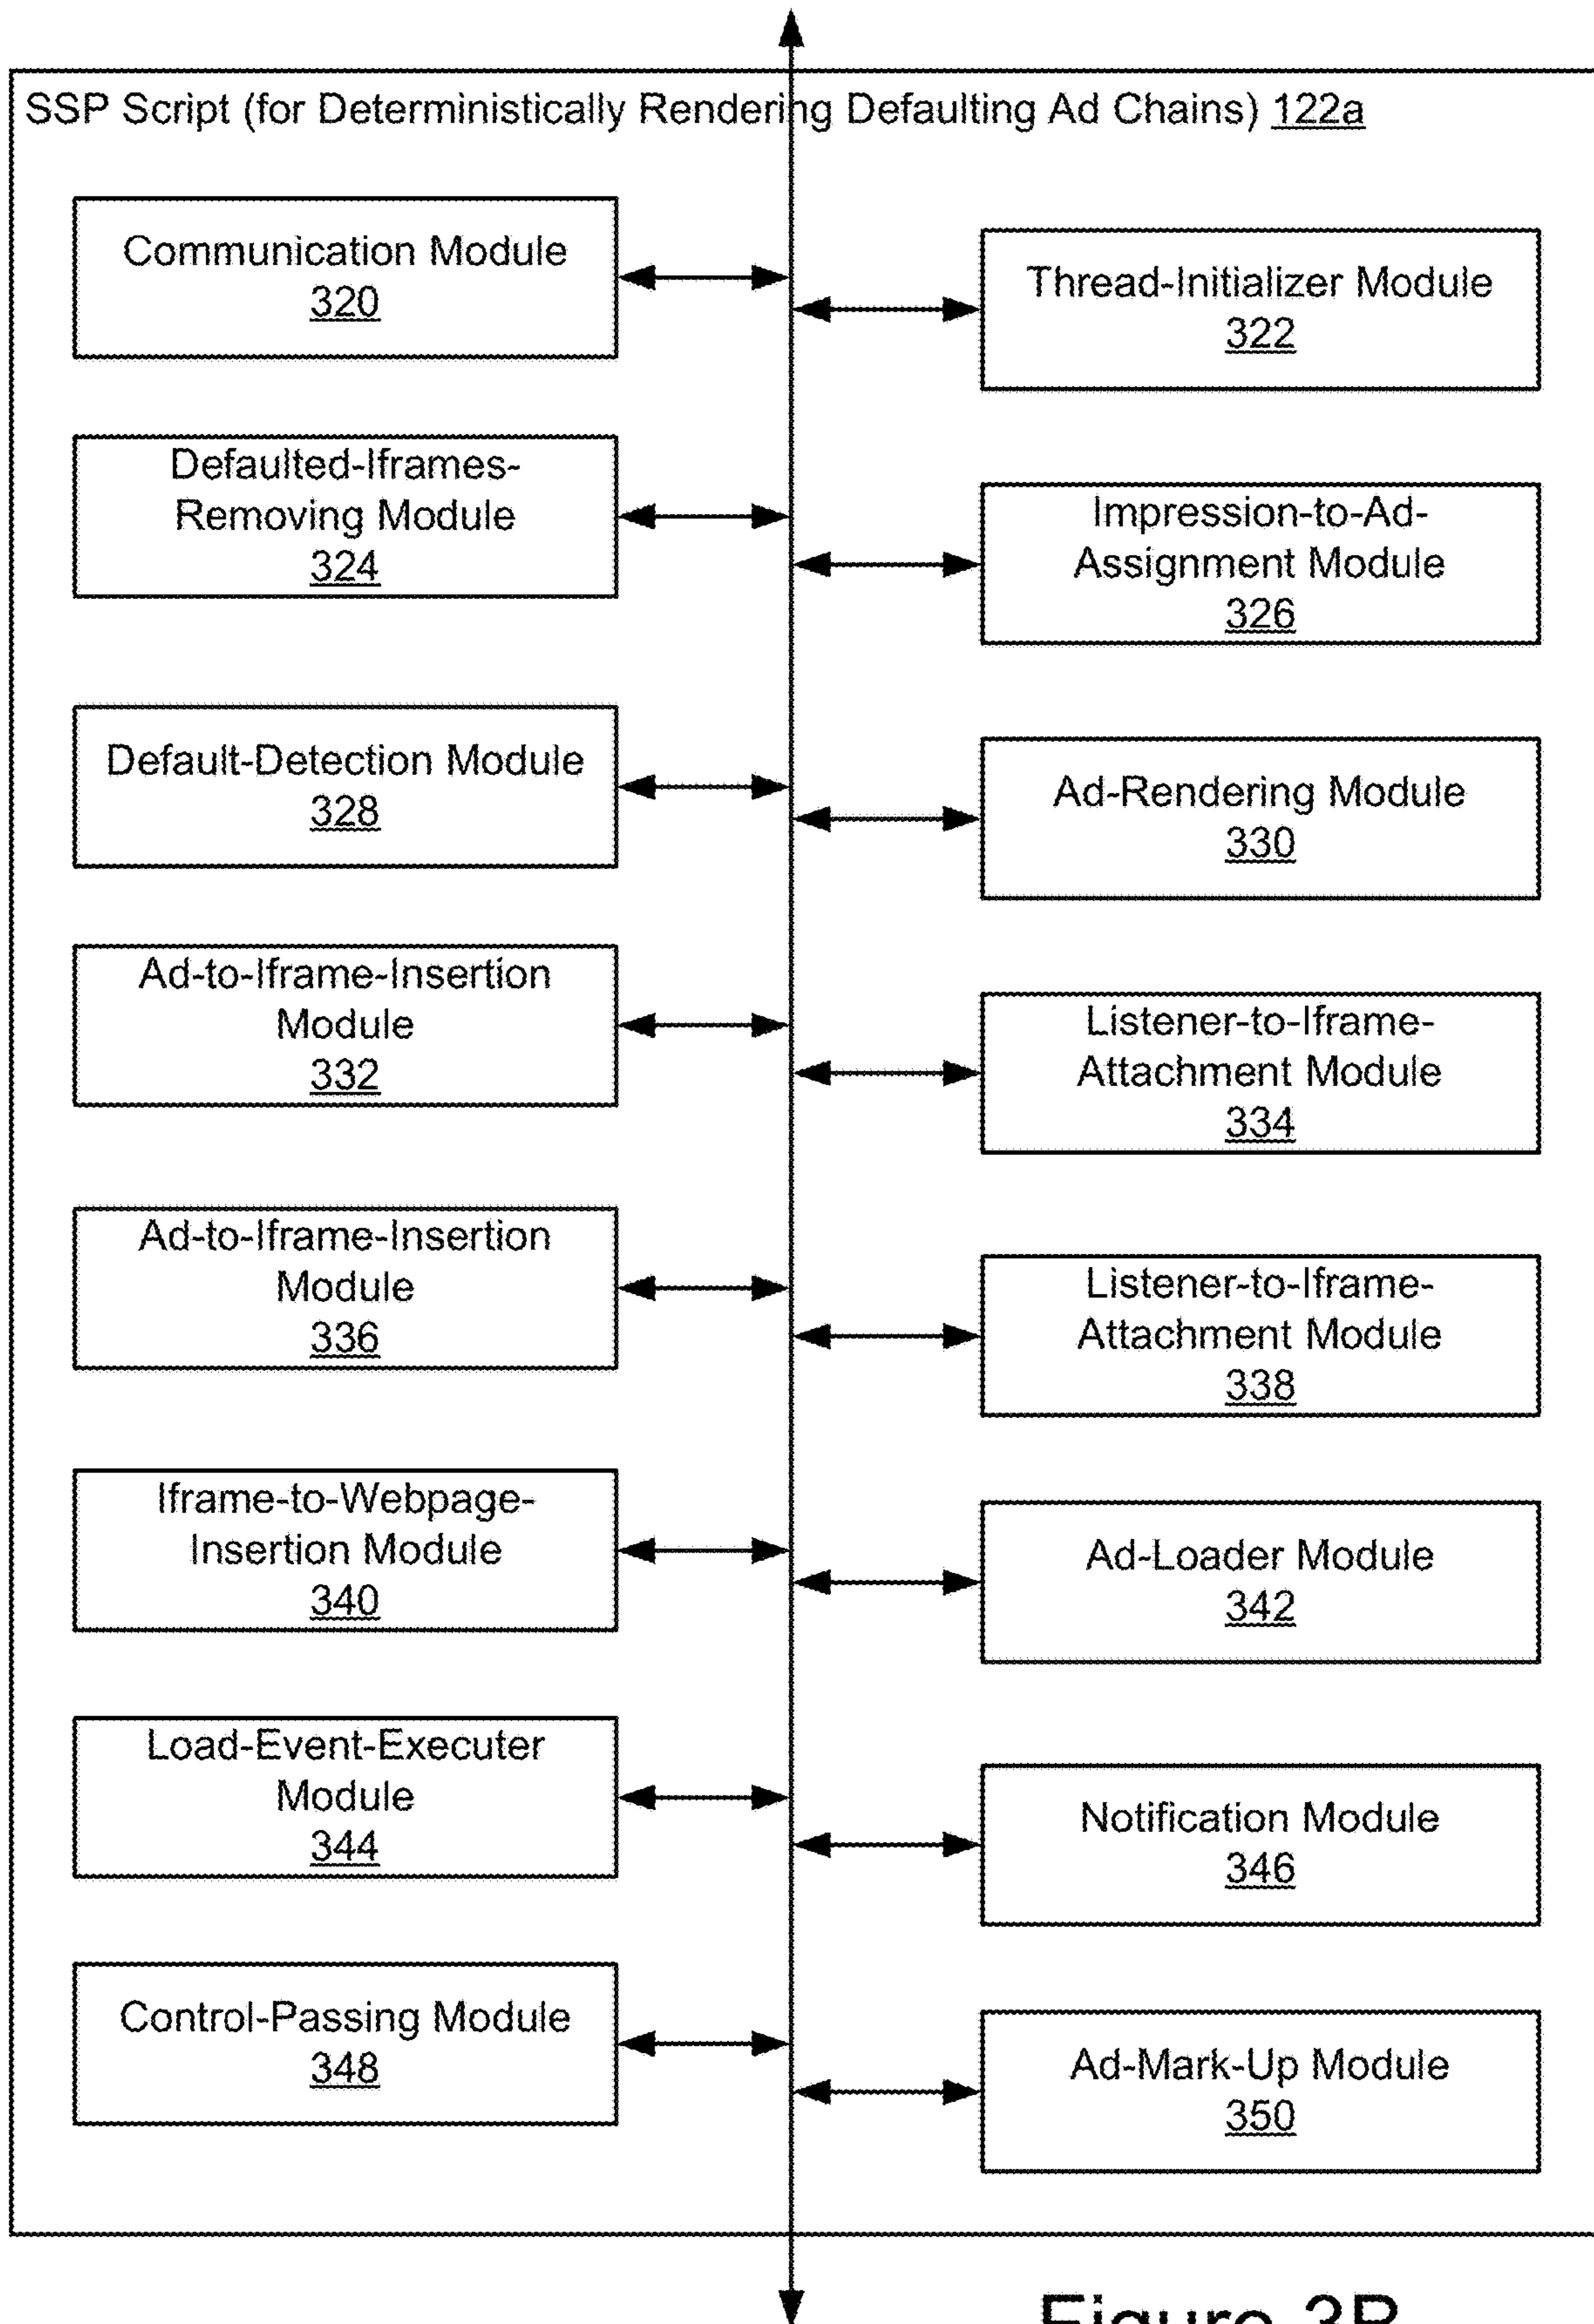 SSP Script (for Deterministically Rendering Defaulting Ad Chains) 122a
Communication Module
320
Thread-Initializer Module
322
Defaulted-Iframes-
Removing Module
324
Impression-to-Ad-
Assignment Module
326
Default-Detection Module
328
Ad-Rendering Module
330
Ad-to-Iframe-Insertion
Module
332
Listener-to-Iframe-
Attachment Module
334
Ad-to-Iframe-Insertion
Module
336
Listener-to-Iframe-
Attachment Module
338
Iframe-to-Webpage-
Insertion Module
340
Ad-Loader Module
342
Load-Event-Executer
Module
344
Notification Module
346
Control-Passing Module
348
Ad-Mark-Up Module
350
Figure 3B